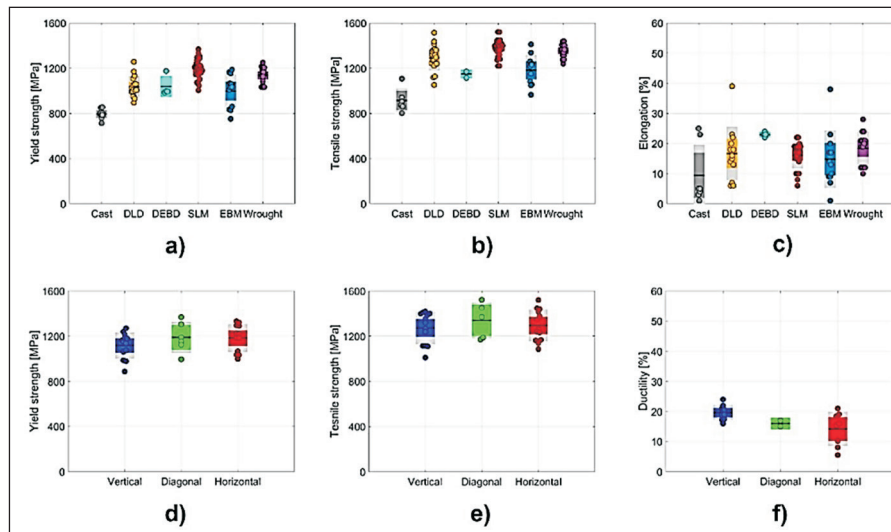 Yield strength [MPa]
1600
1200
800
400
0
Cast DLD DEBD SLM EBM Wrought
a)
Tensile strength [MPa]
1600
1200
800
400
0
Cast DLD DEBD SLM EBM Wrought
b)
Elongation [%]
60
50
40
30
20
10
0
Cast DLD DEBD SLM EBM Wrought
c)
Yield strength [MPa]
1600
1200
800
400
0
Vertical Diagonal Horizontal
d)
Tesnile strength [MPa]
1600
1200
800
400
0
Vertical Diagonal Horizontal
e)
Ductility [%]
60
50
40
30
20
10
0
Vertical Diagonal Horizontal
f)